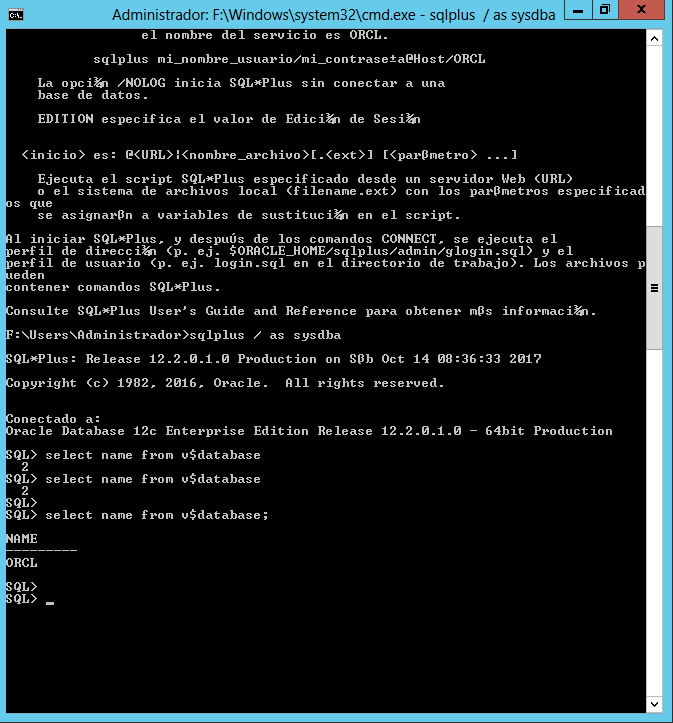 Administrador: F:\Windows\system32\cmd.exe - sqlplus / as sysdba
el nombre del servicio es ORCL.
sqlplus mi_nombre_usuario/mi_contrase±a@Host/ORCL
La opci¾n /NOLOG inicia SQL*Plus sin conectar a una
base de datos.
EDITION especifica el valor de Edici¾n de Sesi¾n
<inicio> es: @<URL>|<nombre_archivo>[.<ext>] [<parßmetro> ...]
Ejecuta el script SQL*Plus especificado desde un servidor Web (URL)
o el sistema de archivos local (filename.ext) con los parßmetros especificad
os que
se asignarßn a variables de sustituci¾n en el script.
Al iniciar SQL*Plus, y despuÚs de los comandos CONNECT, se ejecuta el
perfil de direcci¾n (p. ej. $ORACLE_HOME/sqlplus/admin/glogin.sql) y el
perfil de usuario (p. ej. login.sql en el directorio de trabajo). Los archivos p
ueden
contener comandos SQL*Plus.
Consulte SQL*Plus User's Guide and Reference para obtener mßs informaci¾n.
F:\Users\Administrador>sqlplus / as sysdba
SQL*Plus: Release 12.2.0.1.0 Production on Sßb Oct 14 08:36:33 2017
Copyright (c) 1982, 2016, Oracle.  All rights reserved.
Conectado a:
Oracle Database 12c Enterprise Edition Release 12.2.0.1.0 - 64bit Production
SQL> select name from v$database
2
SQL> select name from v$database
2
SQL>
SQL> select name from v$database;
NAME
---------
ORCL
SQL>
SQL> _